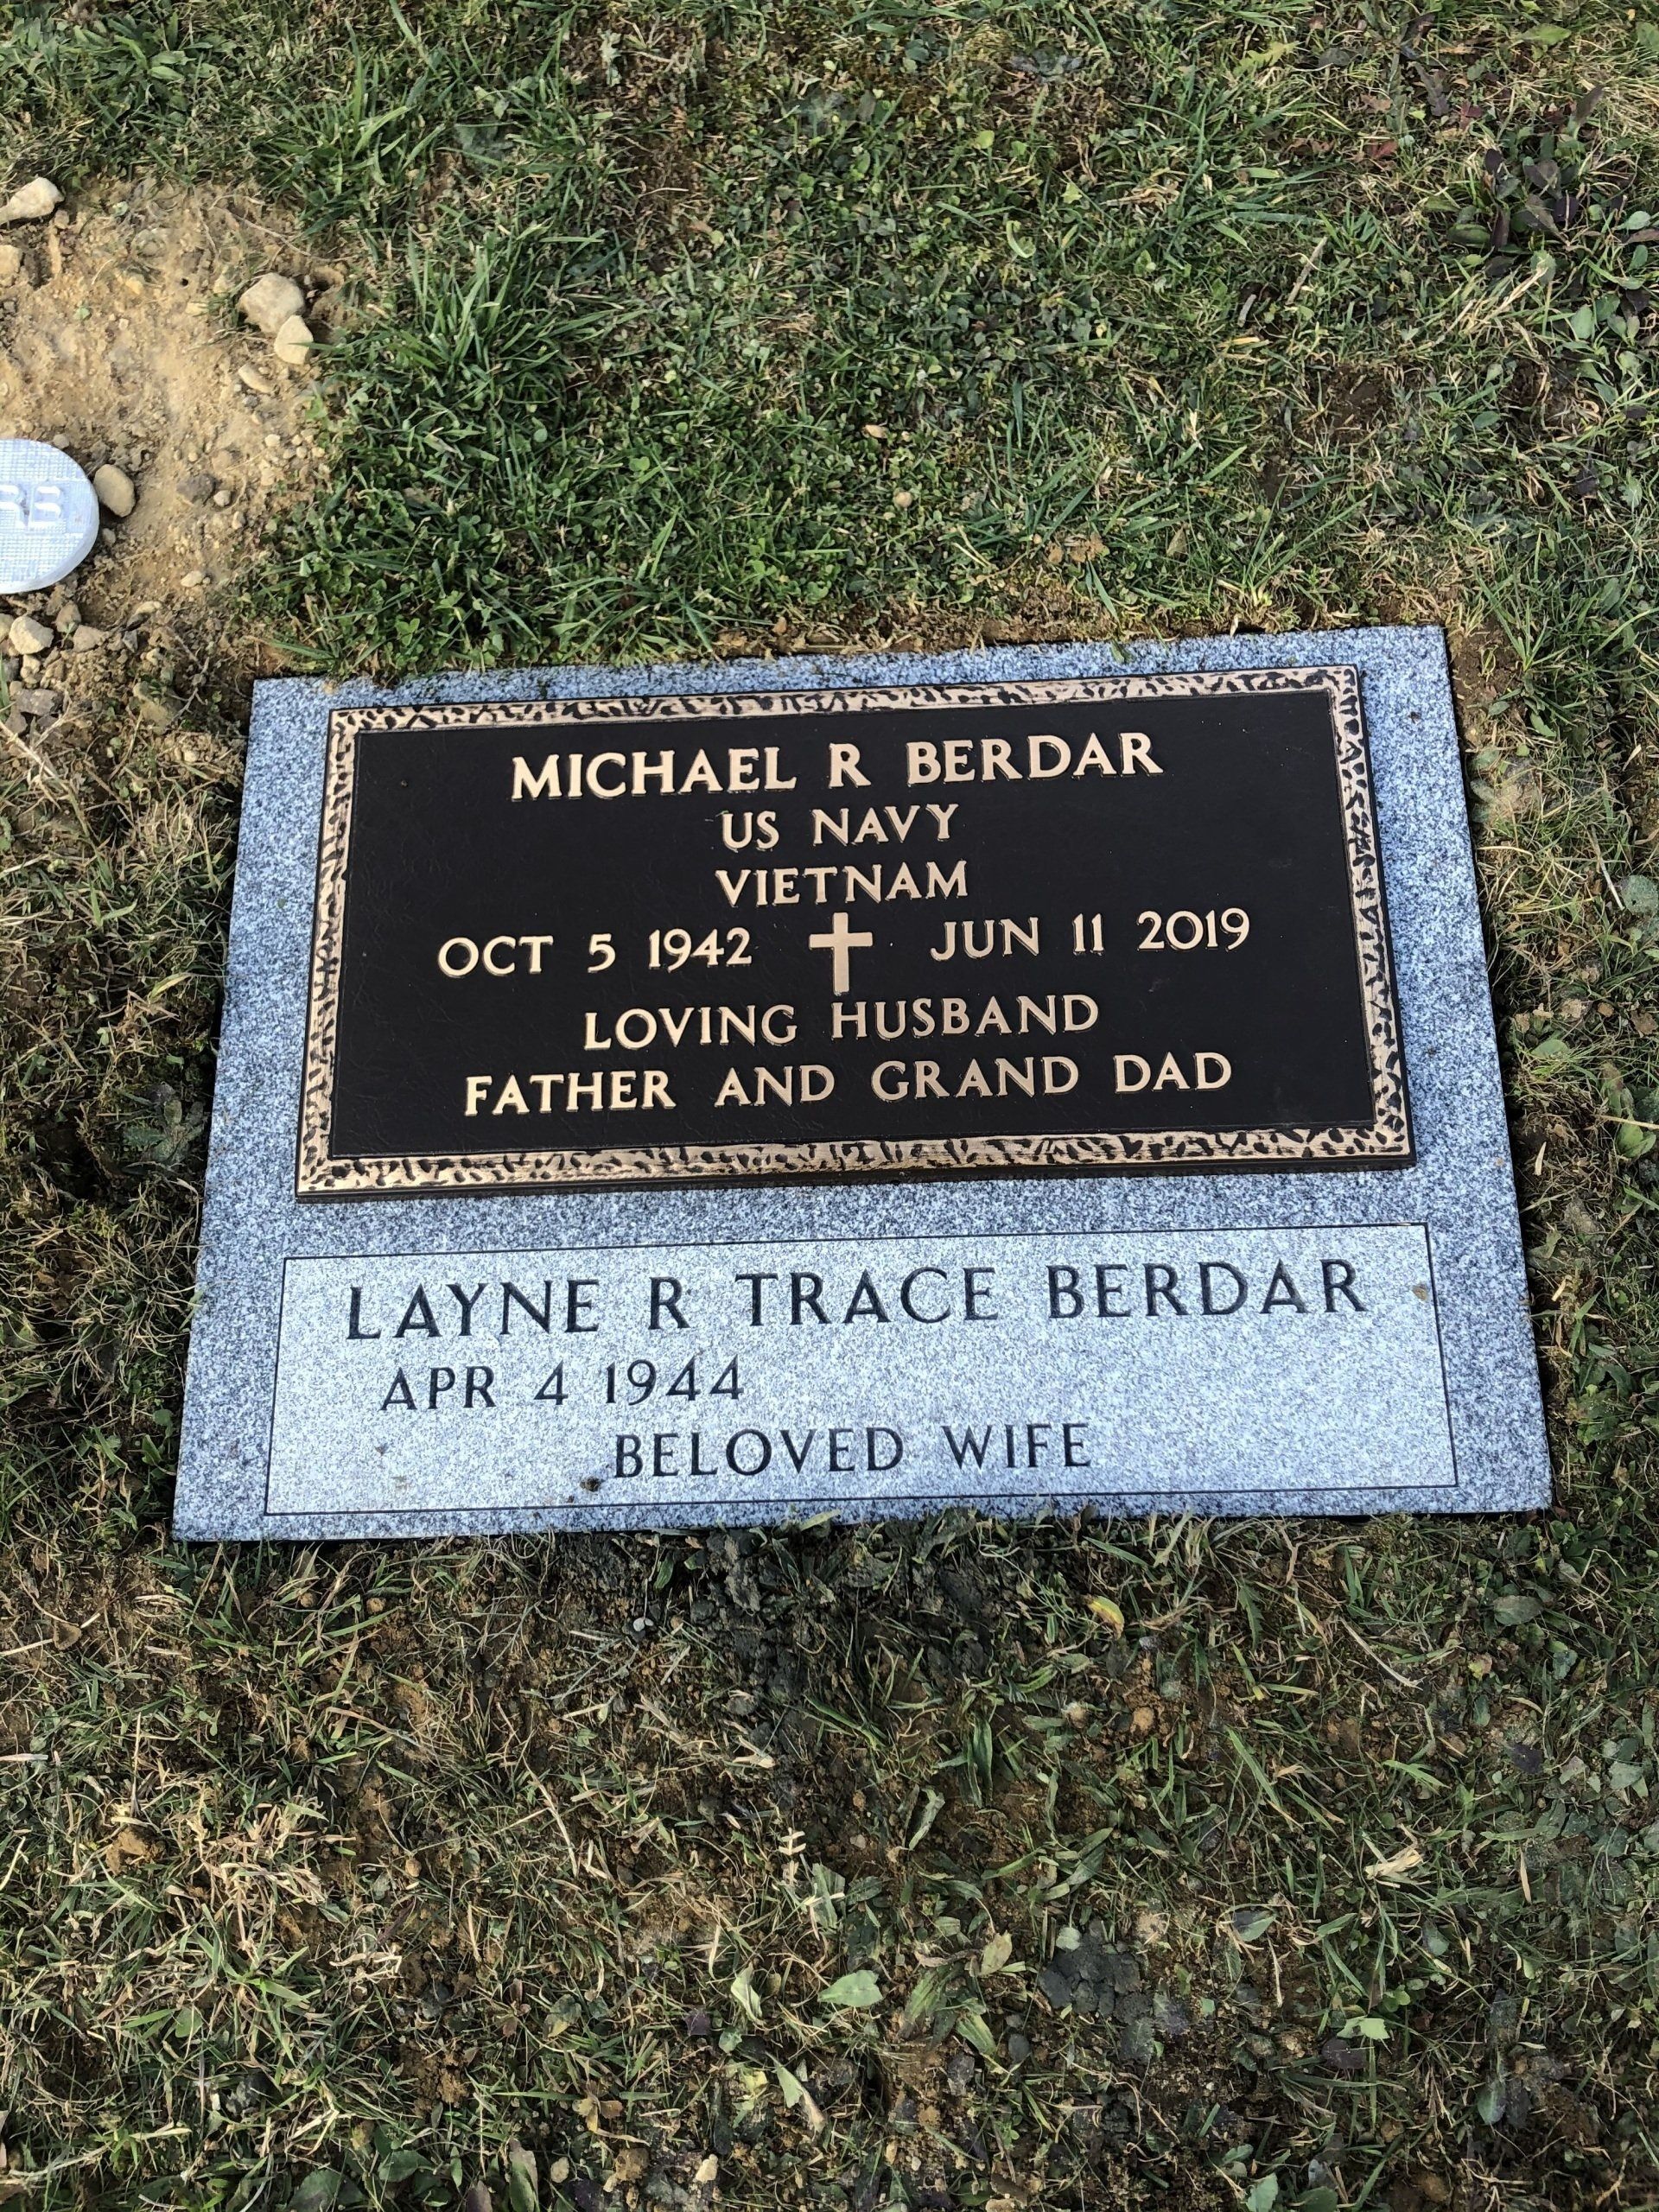 MICHAEL R BERDAR
US NAVY
VIETNAM
OCT 5 1942 JUN 11 2019
LOVING HUSBAND
FATHER AND GRAND DAD
LAYNE R TRACE BERDAR
APR 4 1944
BELOVED WIFE
RB